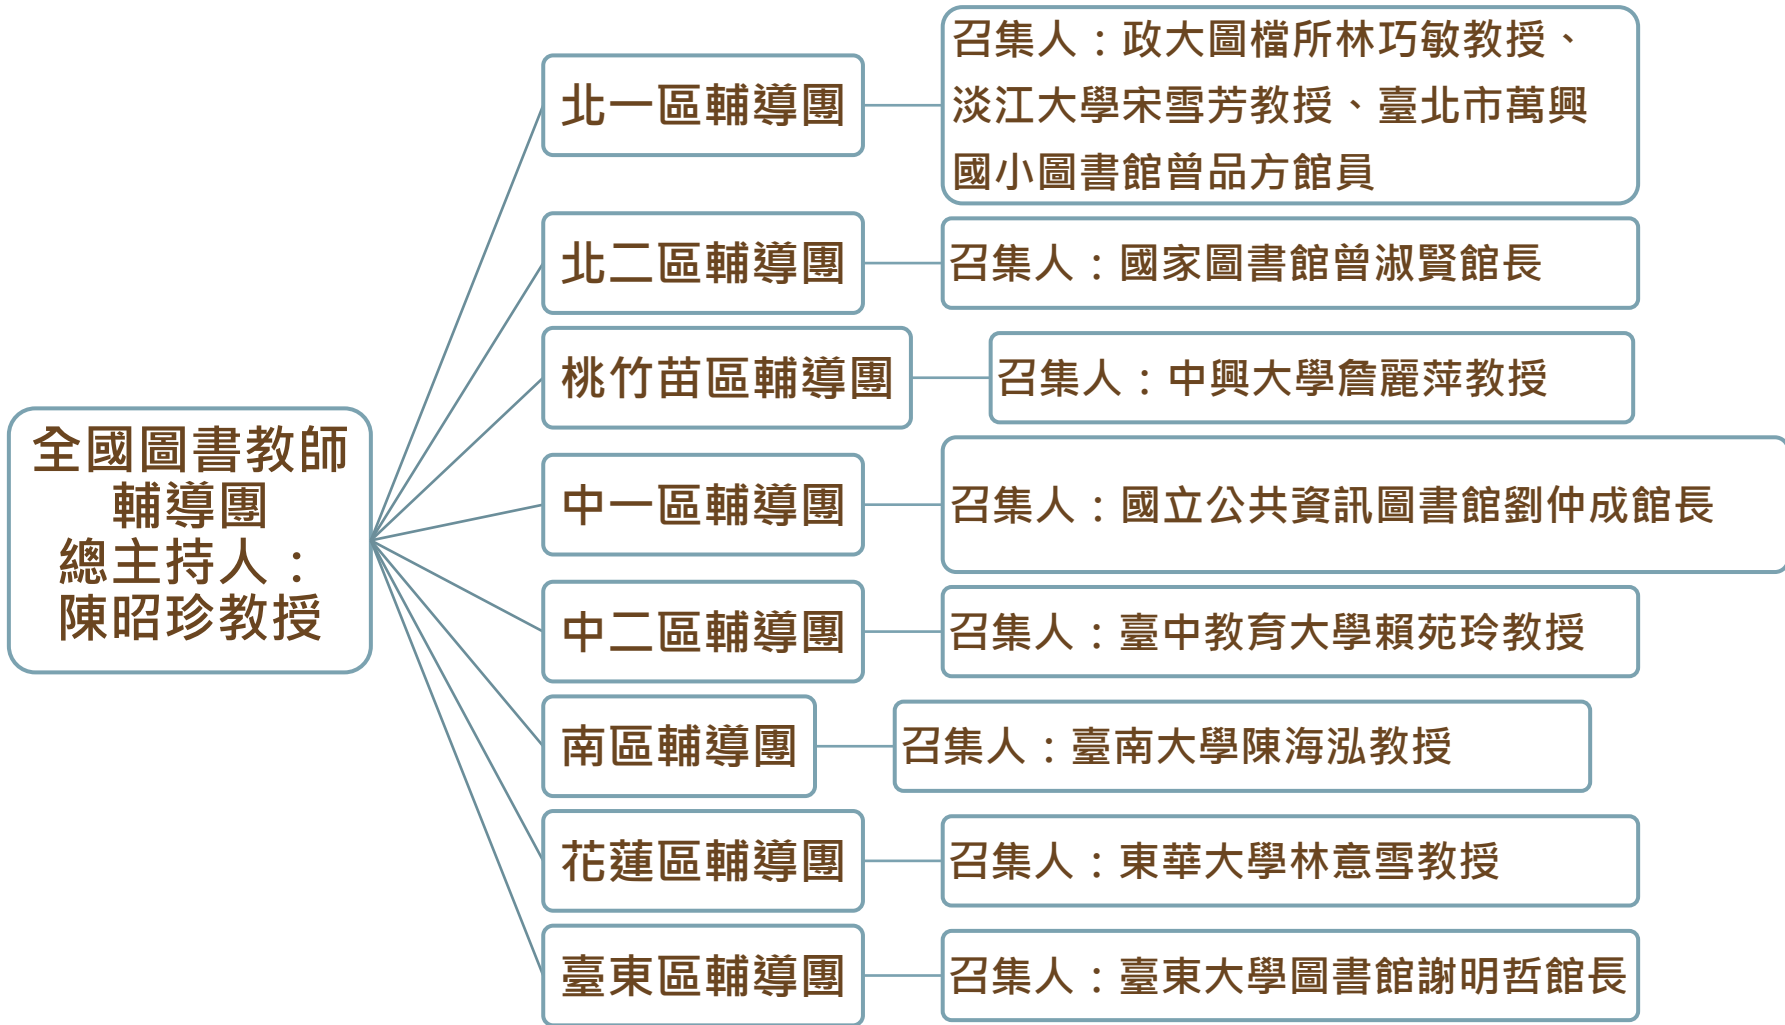 全國圖書教師
輔導團
總主持人：
陳昭珍教授
北一區輔導團
召集人：政大圖檔所林巧敏教授、
淡江大學宋雪芳教授、臺北市萬興
國小圖書館曾品方館員
北二區輔導團
召集人：國家圖書館曾淑賢館長
桃竹苗區輔導團
召集人：中興大學詹麗萍教授
中一區輔導團
召集人：國立公共資訊圖書館劉仲成館長
中二區輔導團
召集人：臺中教育大學賴苑玲教授
南區輔導團
召集人：臺南大學陳海泓教授
花蓮區輔導團
召集人：東華大學林意雪教授
臺東區輔導團
召集人：臺東大學圖書館謝明哲館長